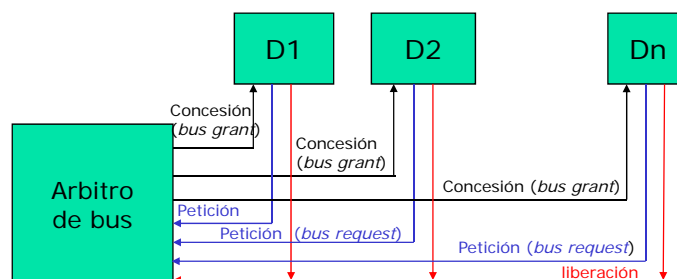 D1
D2
Dn
Concesión
(bus grant)
Concesión
(bus grant)
Concesión (bus grant)
Arbitro
de bus
Petición
Petición (bus request)
Petición (bus request)
liberación